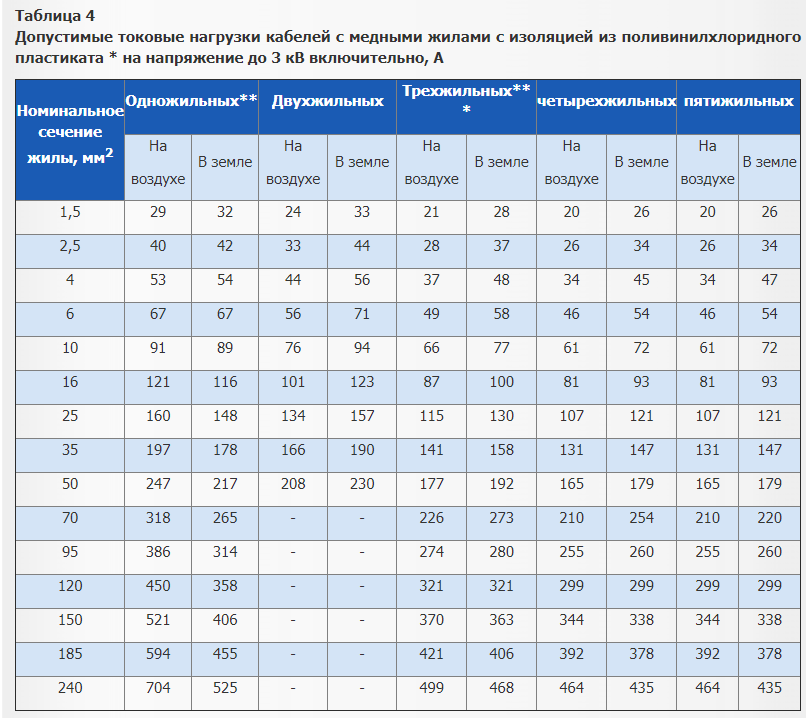 Таблица 4
Допустимые токовые нагрузки кабелей с медными жилами с изоляцией из поливинилхлоридного
пластиката * на напряжение до 3 кВ включительно, А
Номинальное сечение жилы, мм2 Одножильных** Двухжильных Трехжильных*** четырехжильных пятижильных
На воздухе В земле На воздухе В земле На воздухе В земле На воздухе В земле На воздухе В земле
1,5 29 32 24 33 21 28 20 26 20 26
2,5 40 42 33 44 28 37 26 34 26 34
4 53 54 44 56 37 48 34 45 34 47
6 67 67 56 71 49 58 46 54 46 54
10 91 89 76 94 66 77 61 72 61 72
16 121 116 101 123 87 100 81 93 81 93
25 160 148 134 157 115 130 107 121 107 121
35 197 178 166 190 141 158 131 147 131 147
50 247 217 208 230 177 192 165 179 165 179
70 318 265 - - 226 273 210 254 210 220
95 386 314 - - 274 280 255 260 255 260
120 450 358 - - 321 321 299 299 299 299
150 521 406 - - 370 363 344 338 344 338
185 594 455 - - 421 406 392 378 392 378
240 704 525 - - 499 468 464 435 464 435